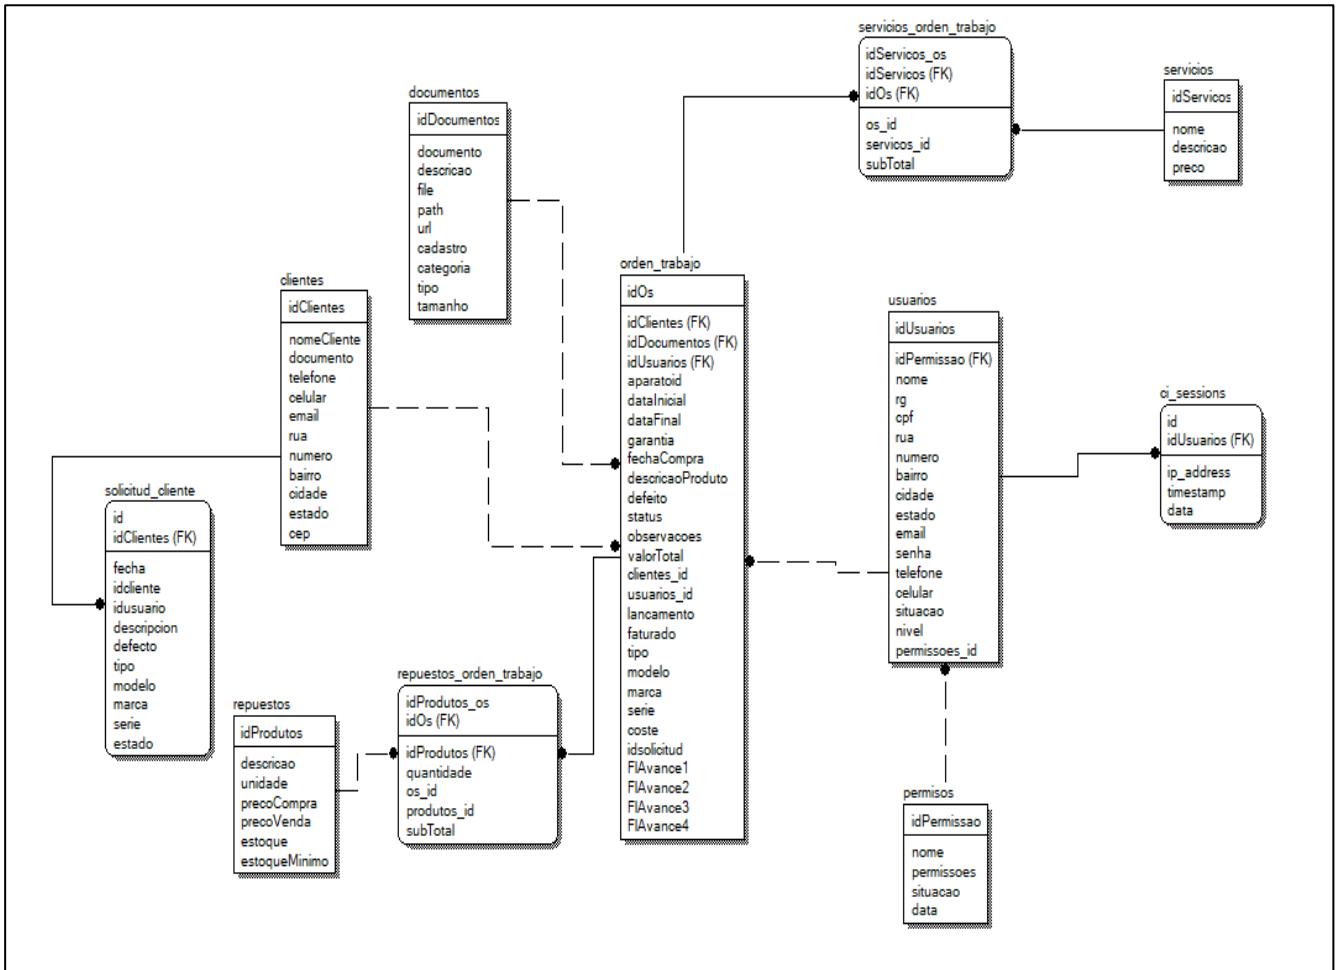 servicios_orden_trabajo
idServicos_os
idServicos (FK)
idOs (FK)
os_id
servicos_id
subTotal
servicios
idServicos
nome
descricao
preco
documentos
idDocumentos
documento
descricao
file
path
url
cadastro
categoria
tipo
tamanho
clientes
idClientes
nomeCliente
documento
telefone
celular
email
rua
numero
bairro
cidade
estado
cep
orden_trabajo
idOs
idClientes (FK)
idDocumentos (FK)
idUsuarios (FK)
aparatoid
dataInicial
dataFinal
garantia
fechaCompra
descricaoProduto
defeito
status
observacoes
valorTotal
clientes_id
usuarios_id
lancamento
faturado
tipo
modelo
marca
serie
coste
idsolicitud
FlAvance1
FlAvance2
FlAvance3
FlAvance4
usuarios
idUsuarios
idPermissao (FK)
nome
rg
cpf
rua
numero
bairro
cidade
estado
email
senha
telefone
celular
situacao
nivel
permissoes_id
ci_sessions
id
idUsuarios (FK)
ip_address
timestamp
data
solicitud_cliente
id
idClientes (FK)
fecha
idcliente
idusuario
descripcion
defecto
tipo
modelo
marca
serie
estado
repuestos_orden_trabajo
idProdutos_os
idOs (FK)
idProdutos (FK)
quantidade
os_id
produtos_id
subTotal
repuestos
idProdutos
descricao
unidade
precoCompra
precoVenda
estoque
estoqueMinimo
permisos
idPermissao
nome
permissoes
situacao
data